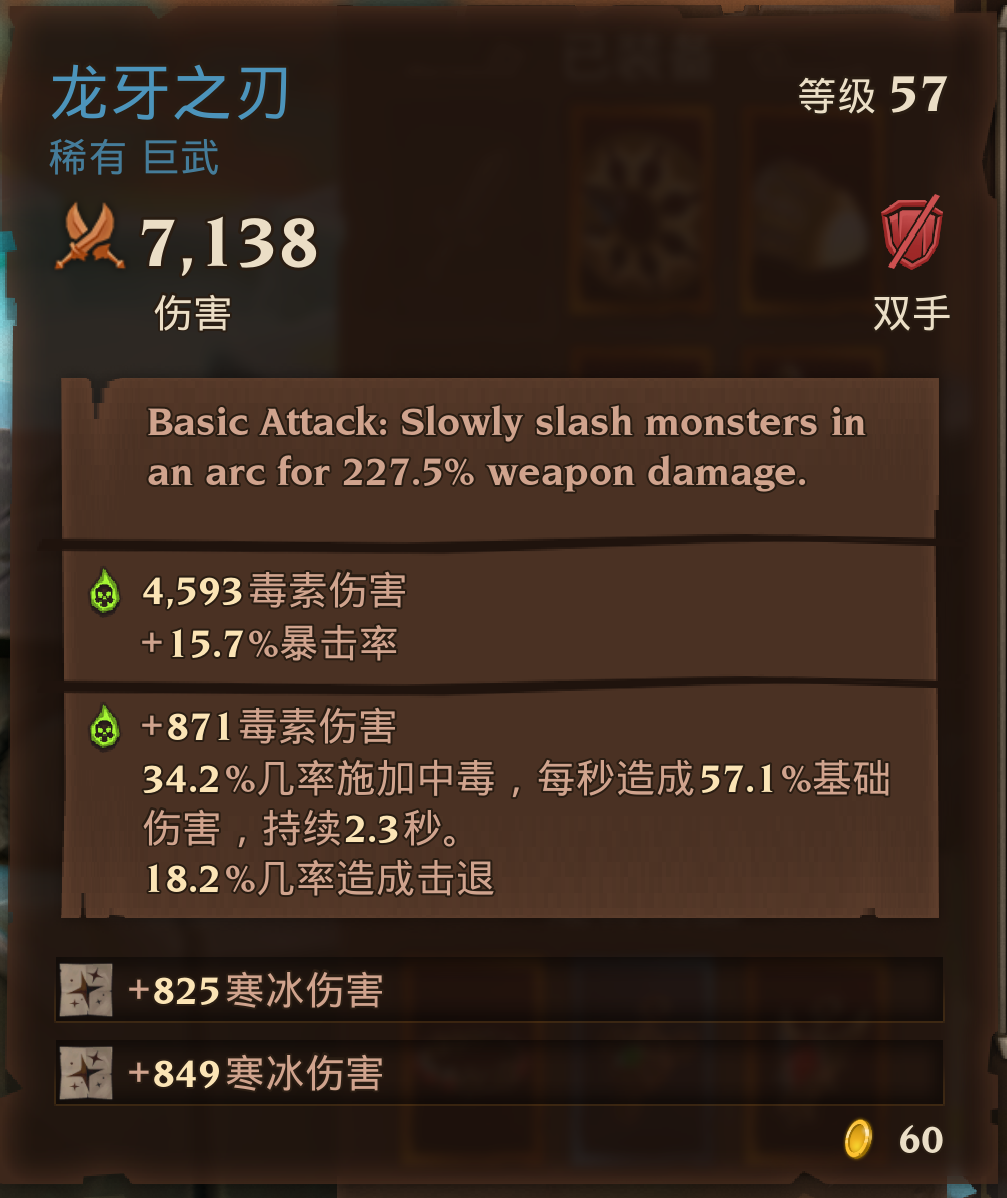 已装备
龙牙之刃
等级 57
稀有 巨武
7,138
伤害
双手
Basic Attack: Slowly slash monsters in
an arc for 227.5% weapon damage.
4,593毒素伤害
+15.7%暴击率
+871毒素伤害
34.2%几率施加中毒，每秒造成57.1%基础
伤害，持续2.3秒。
18.2%几率造成击退
+825寒冰伤害
+849寒冰伤害
60